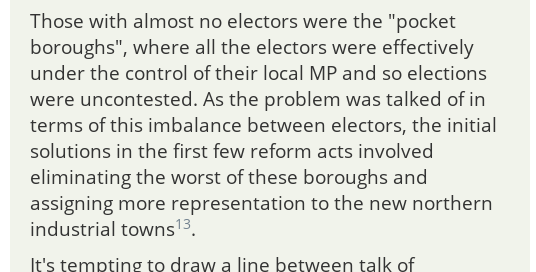 Those with almost no electors were the "pocket
boroughs", where all the electors were effectively
under the control of their local MP and so elections
were uncontested. As the problem was talked of in
terms of this imbalance between electors, the initial
solutions in the first few reform acts involved
eliminating the worst of these boroughs and
assigning more representation to the new northern
industrial towns13.
It's tempting to draw a line between talk of